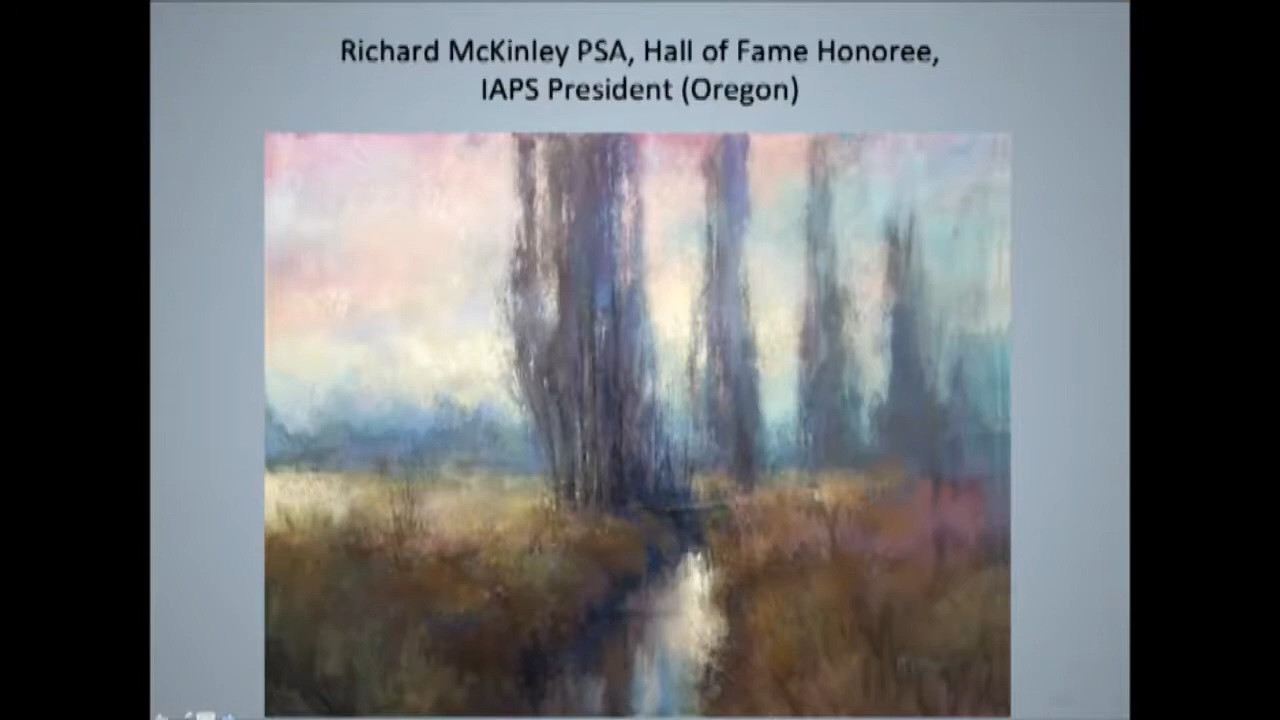 Richard McKinley PSA, Hall of Fame Honoree,
IAPS President (Oregon)